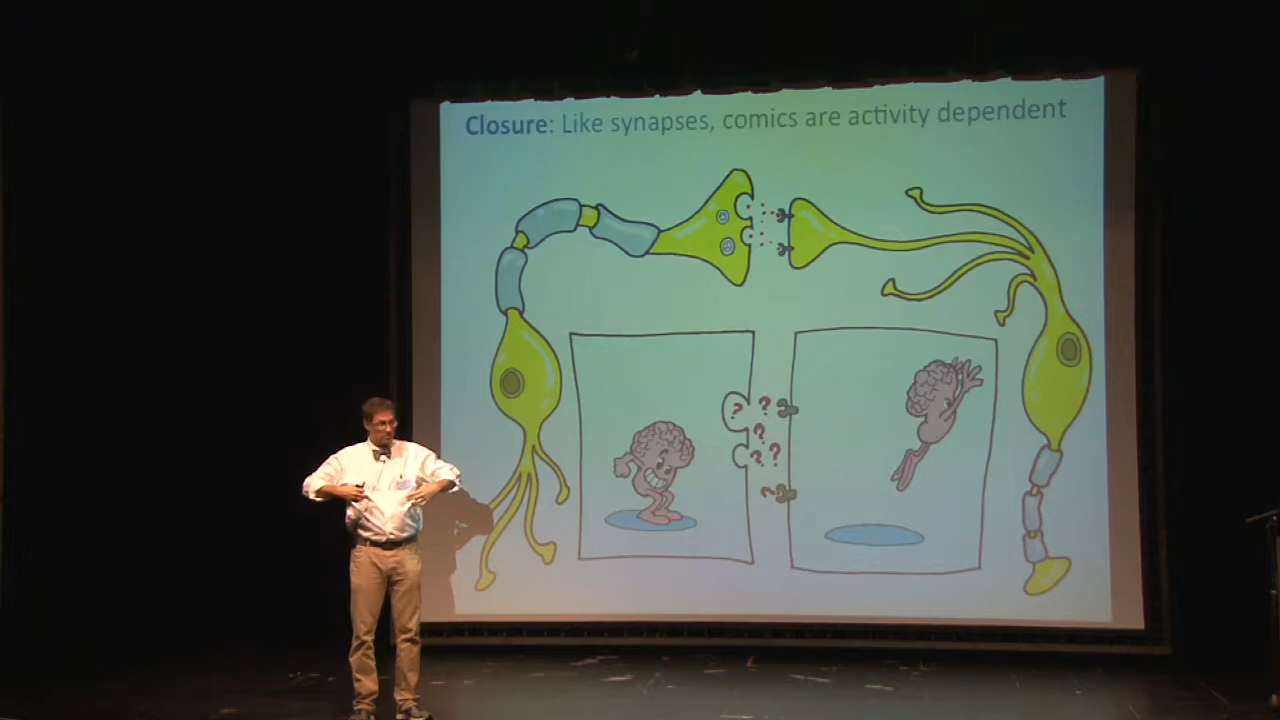 Closure: Like synapses, comics are activity dependent
? ?
?
? ?
?